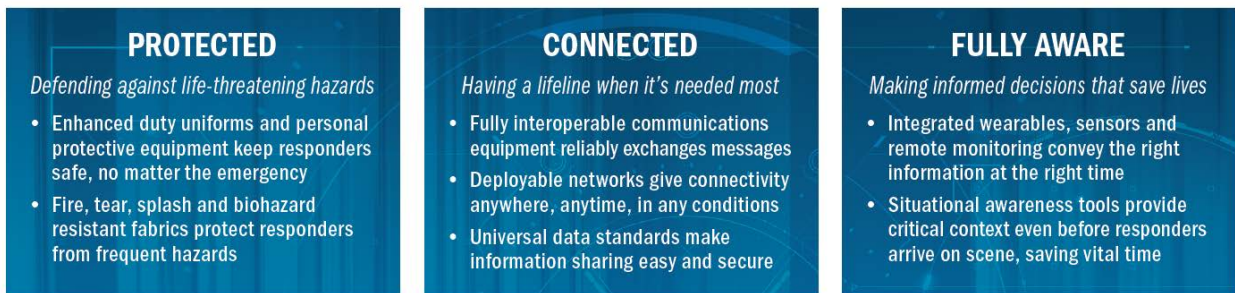 PROTECTED
Defending against life-threatening hazards
• Enhanced duty uniforms and personal
protective equipment keep responders
safe, no matter the emergency
• Fire, tear, splash and biohazard
resistant fabrics protect responders
from frequent hazards
CONNECTED
Having a lifeline when it's needed most
• Fully interoperable communications
equipment reliably exchanges messages
• Deployable networks give connectivity
anywhere, anytime, in any conditions
• Universal data standards make
information sharing easy and secure
FULLY AWARE
Making informed decisions that save lives
• Integrated wearables, sensors and
remote monitoring convey the right
information at the right time
• Situational awareness tools provide
critical context even before responders
arrive on scene, saving vital time